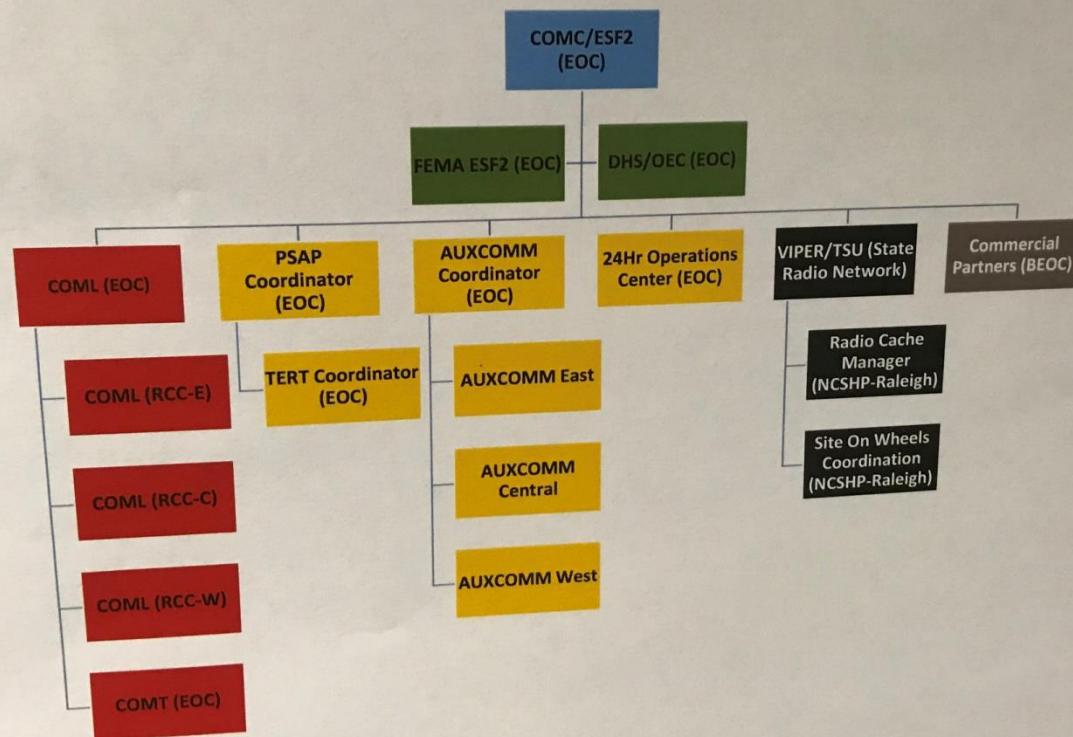 COMC/ESF2
(EOC)
FEMA ESF2 (EOC)
DHS/OEC (EOC)
COML (EOC)
PSAP
Coordinator
(EOC)
AUXCOMM
Coordinator
(EOC)
24Hr Operations
Center (EOC)
VIPER/TSU (State
Radio Network)
Commercial
Partners (BEOC)
COML (RCC-E)
COML (RCC-C)
COML (RCC-W)
COMT (EOC)
TERT Coordinator
(EOC)
AUXCOMM East
AUXCOMM
Central
AUXCOMM West
Radio Cache
Manager
(NCSHP-Raleigh)
Site On Wheels
Coordination
(NCSHP-Raleigh)